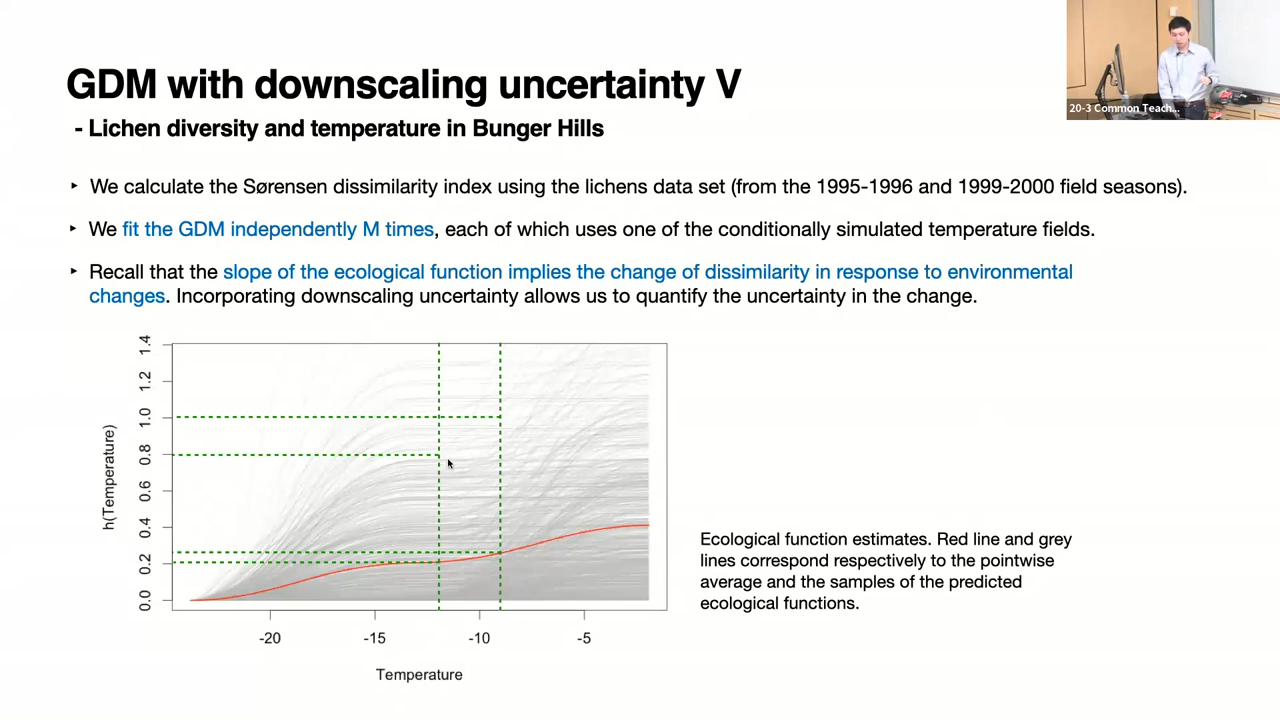 GDM with downscaling uncertainty V
- Lichen diversity and temperature in Bunger Hills
20-3 Common Teach...
‣ We calculate the Sørensen dissimilarity index using the lichens data set (from the 1995-1996 and 1999-2000 field seasons).
‣ We fit the GDM independently M times, each of which uses one of the conditionally simulated temperature fields.
‣ Recall that the slope of the ecological function implies the change of dissimilarity in response to environmental
changes. Incorporating downscaling uncertainty allows us to quantify the uncertainty in the change.
h(Temperature)
1.4
1.2
1.0
0.8
0.6
0.4
0.2
0.0
-20 -15 -10 -5
Temperature
Ecological function estimates. Red line and grey
lines correspond respectively to the pointwise
average and the samples of the predicted
ecological functions.